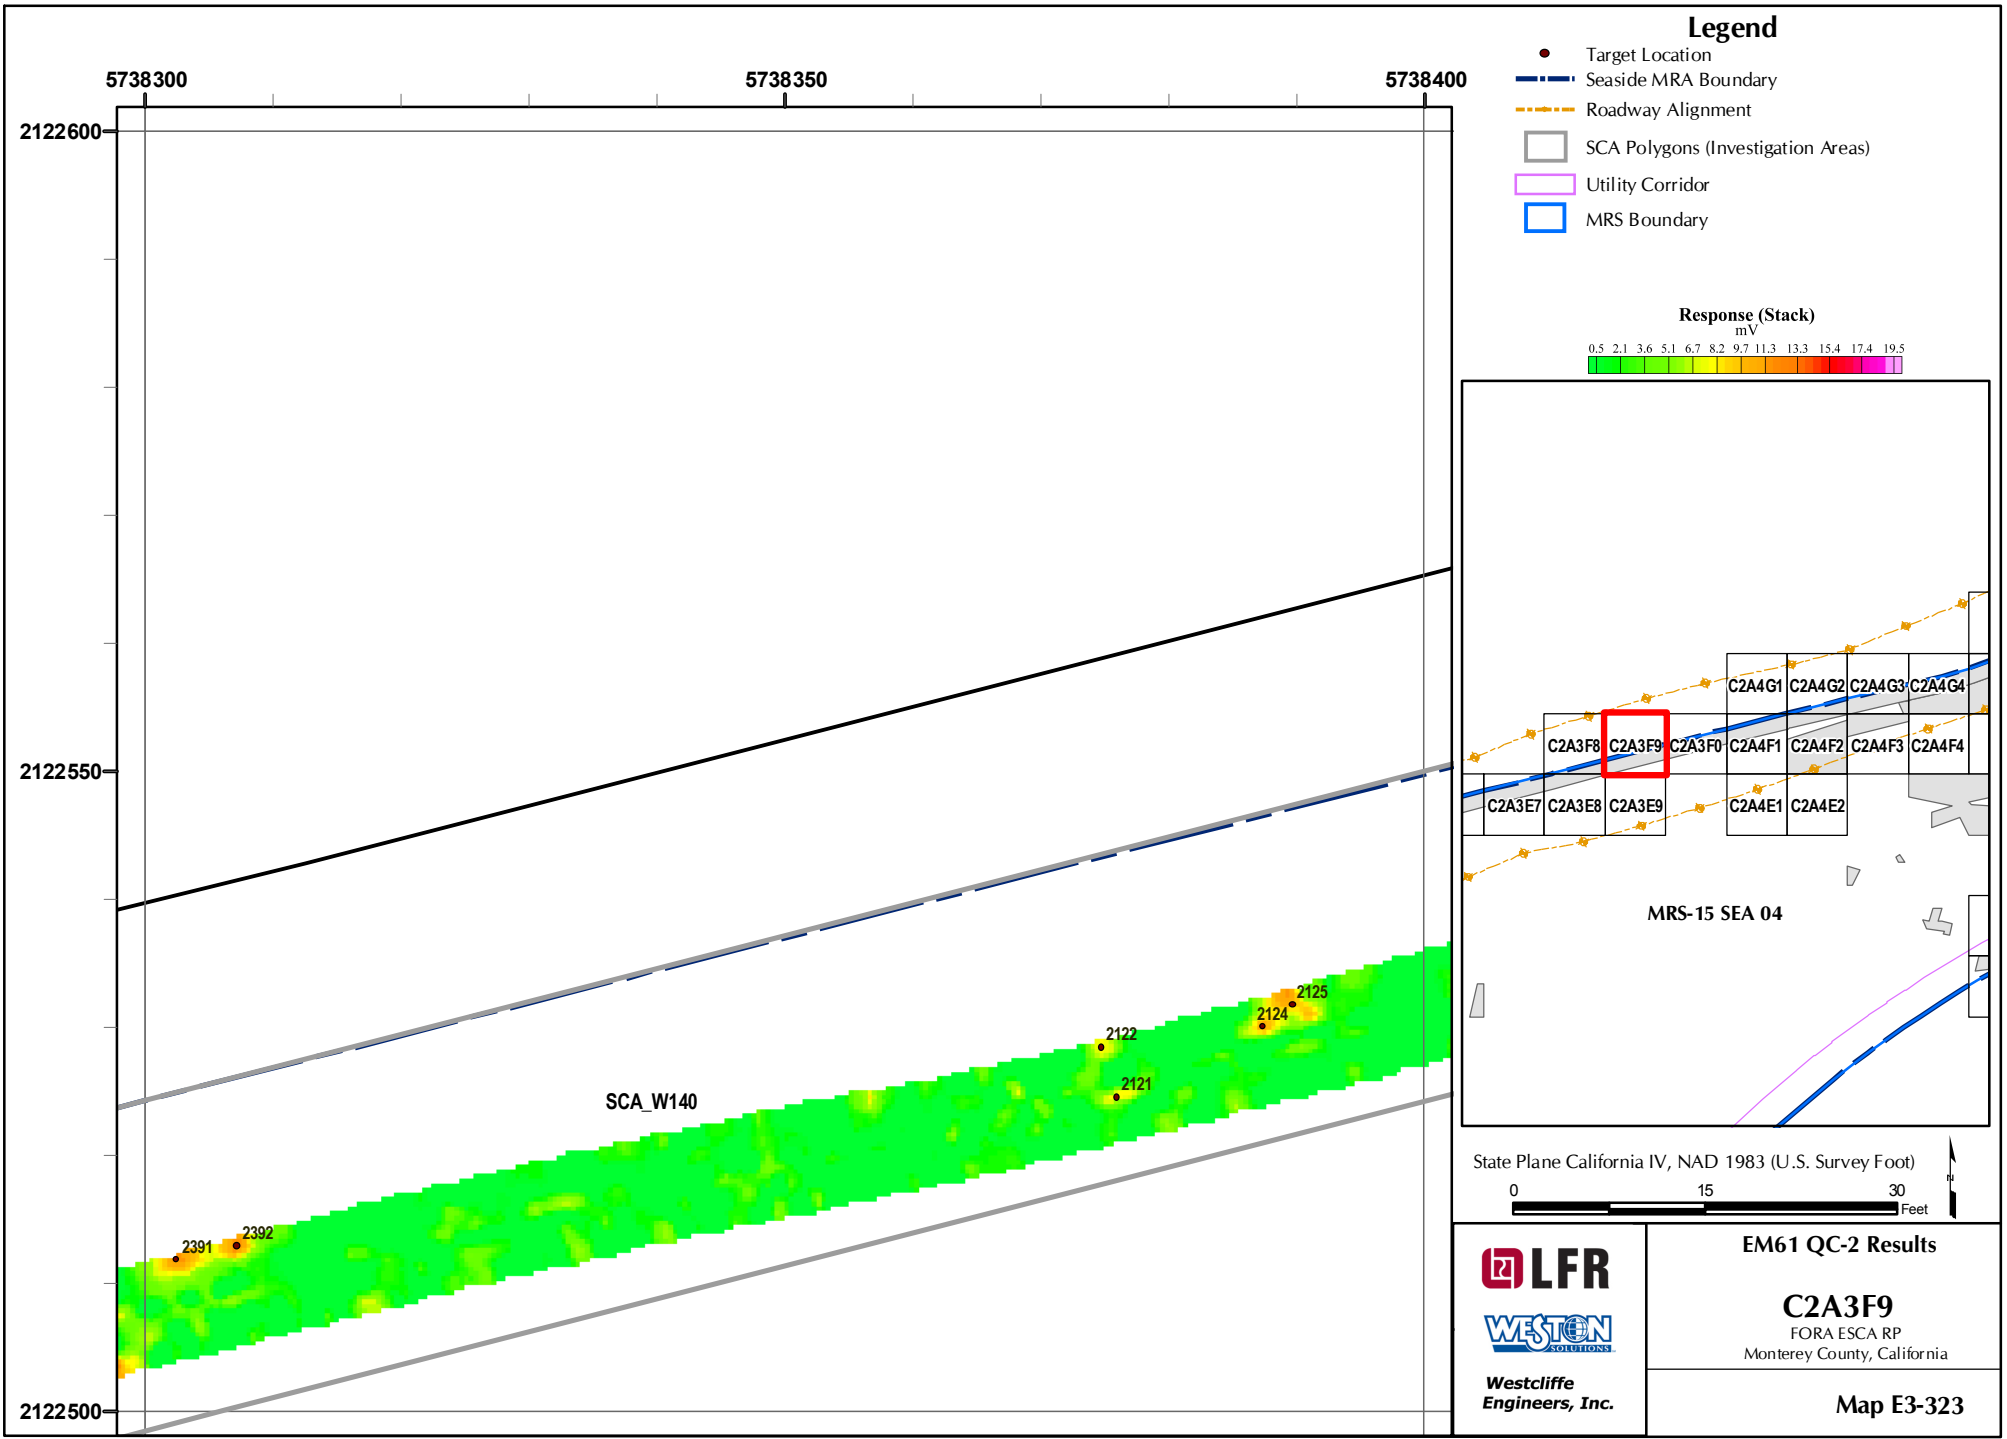 5738300
5738350
5738400
2122600
2122550
2122500
SCA_W140
2391
2392
2122
2121
2124
2125
Legend
Target Location
Seaside MRA Boundary
Roadway Alignment
SCA Polygons (Investigation Areas)
Utility Corridor
MRS Boundary
Response (Stack)
mV
0.5 2.1 3.6 5.1 6.7 8.2 9.7 11.3 13.3 15.4 17.4 19.5
C2A4G1 C2A4G2 C2A4G3 C2A4G4
C2A3F8 C2A3F9 C2A3F0 C2A4F1 C2A4F2 C2A4F3 C2A4F4
C2A3E7 C2A3E8 C2A3E9 C2A4E1 C2A4E2
MRS-15 SEA 04
State Plane California IV, NAD 1983 (U.S. Survey Foot)
0 15 30
Feet
N
LFR
WESTON
SOLUTIONS
Westcliffe
Engineers, Inc.
EM61 QC-2 Results
C2A3F9
FORA ESCA RP
Monterey County, California
Map E3-323